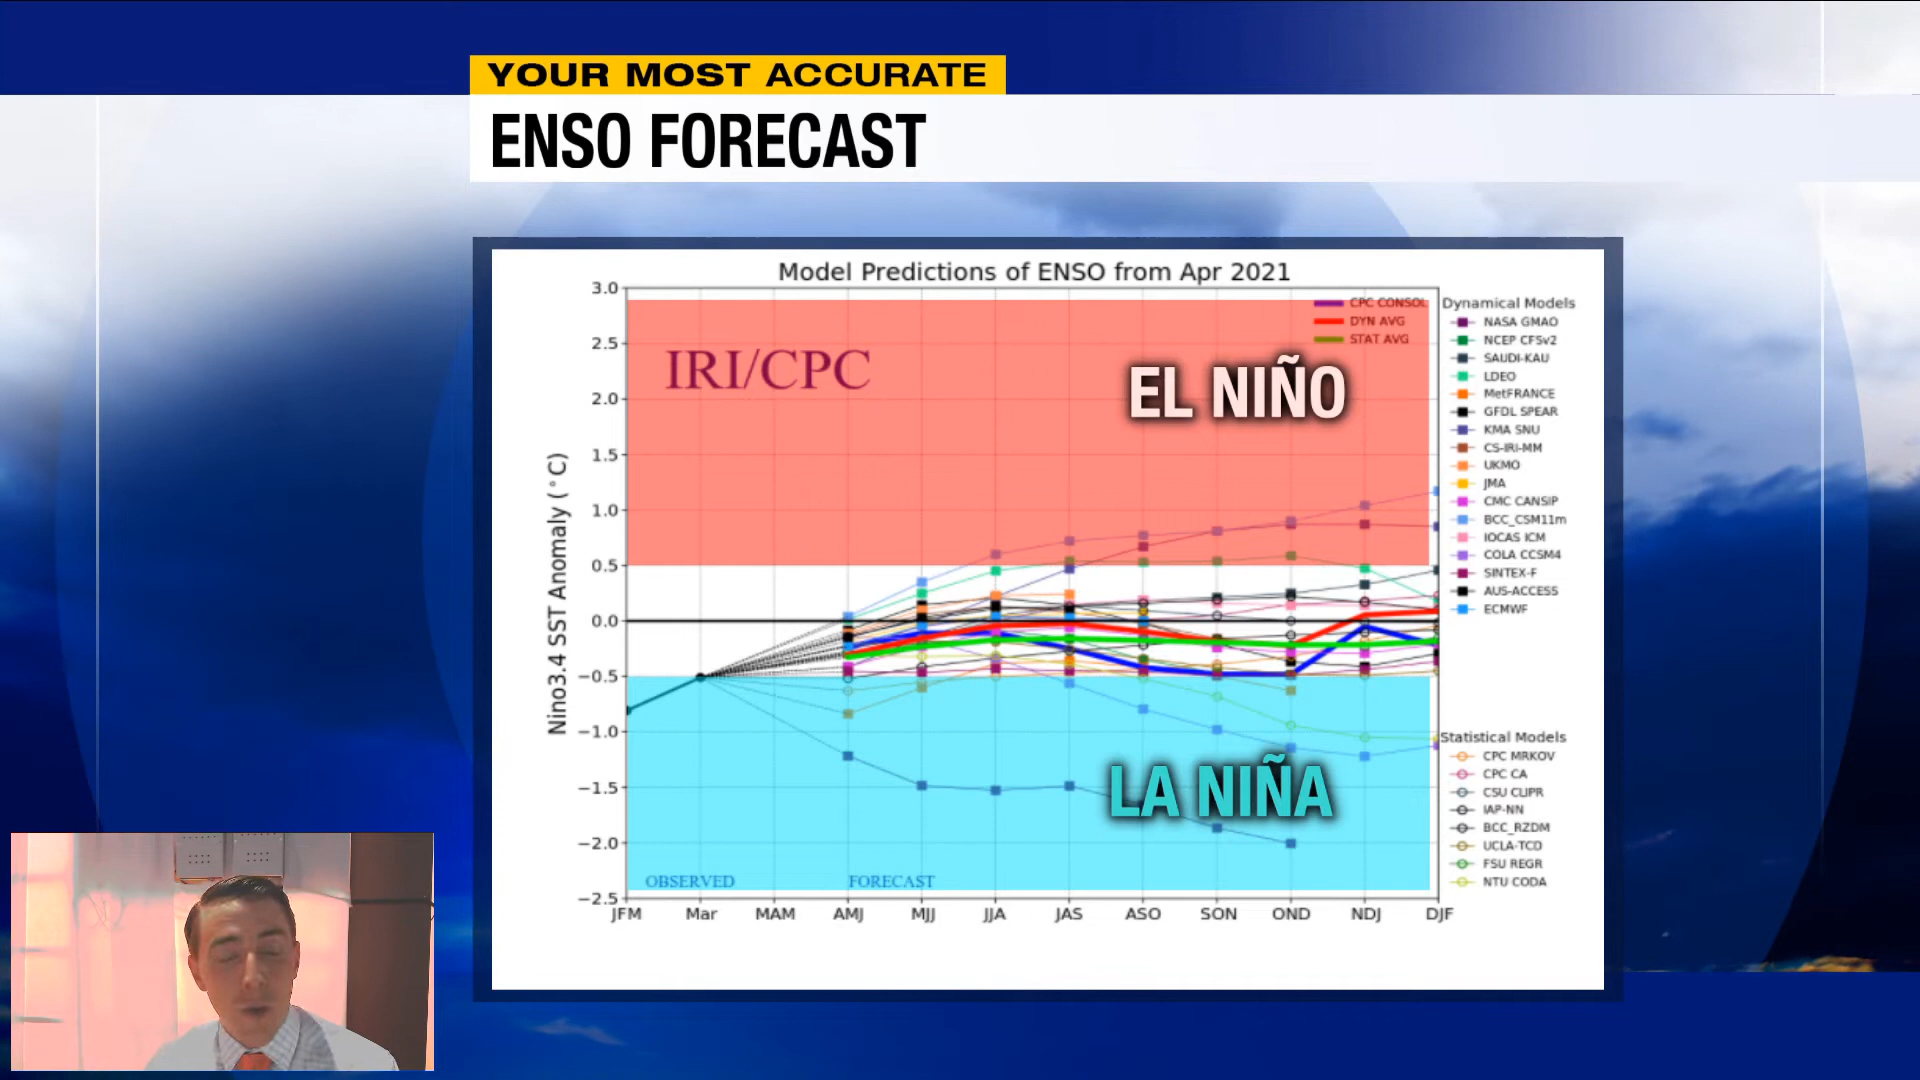 YOUR MOST ACCURATE
ENSO FORECAST
Model Predictions of ENSO from Apr 2021
IRI/CPC
EL NIÑO
LA NIÑA
CPC CONSOL
DYN AVG
STAT AVG
Nino3.4 SST Anomaly (°C)
3.0
2.5
2.0
1.5
1.0
0.5
0.0
−0.5
−1.0
−1.5
−2.0
−2.5
OBSERVED
FORECAST
JFM Mar MAM AMJ MJJ JJA JAS ASO SON OND NDJ DJF
Dynamical Models
NASA GMAO
NCEP CFSv2
SAUDI-KAU
LDEO
MetFRANCE
GFDL SPEAR
KMA SNU
CS-IRI-MM
UKMO
JMA
CMC CANSIP
BCC_CSM11m
IOCAS ICM
COLA CCSM4
SINTEX-F
AUS-ACCESS
ECMWF
Statistical Models
CPC MRKOV
CPC CA
CSU CLIPR
IAP-NN
BCC_RZDM
UCLA-TCD
FSU REGR
NTU CODA